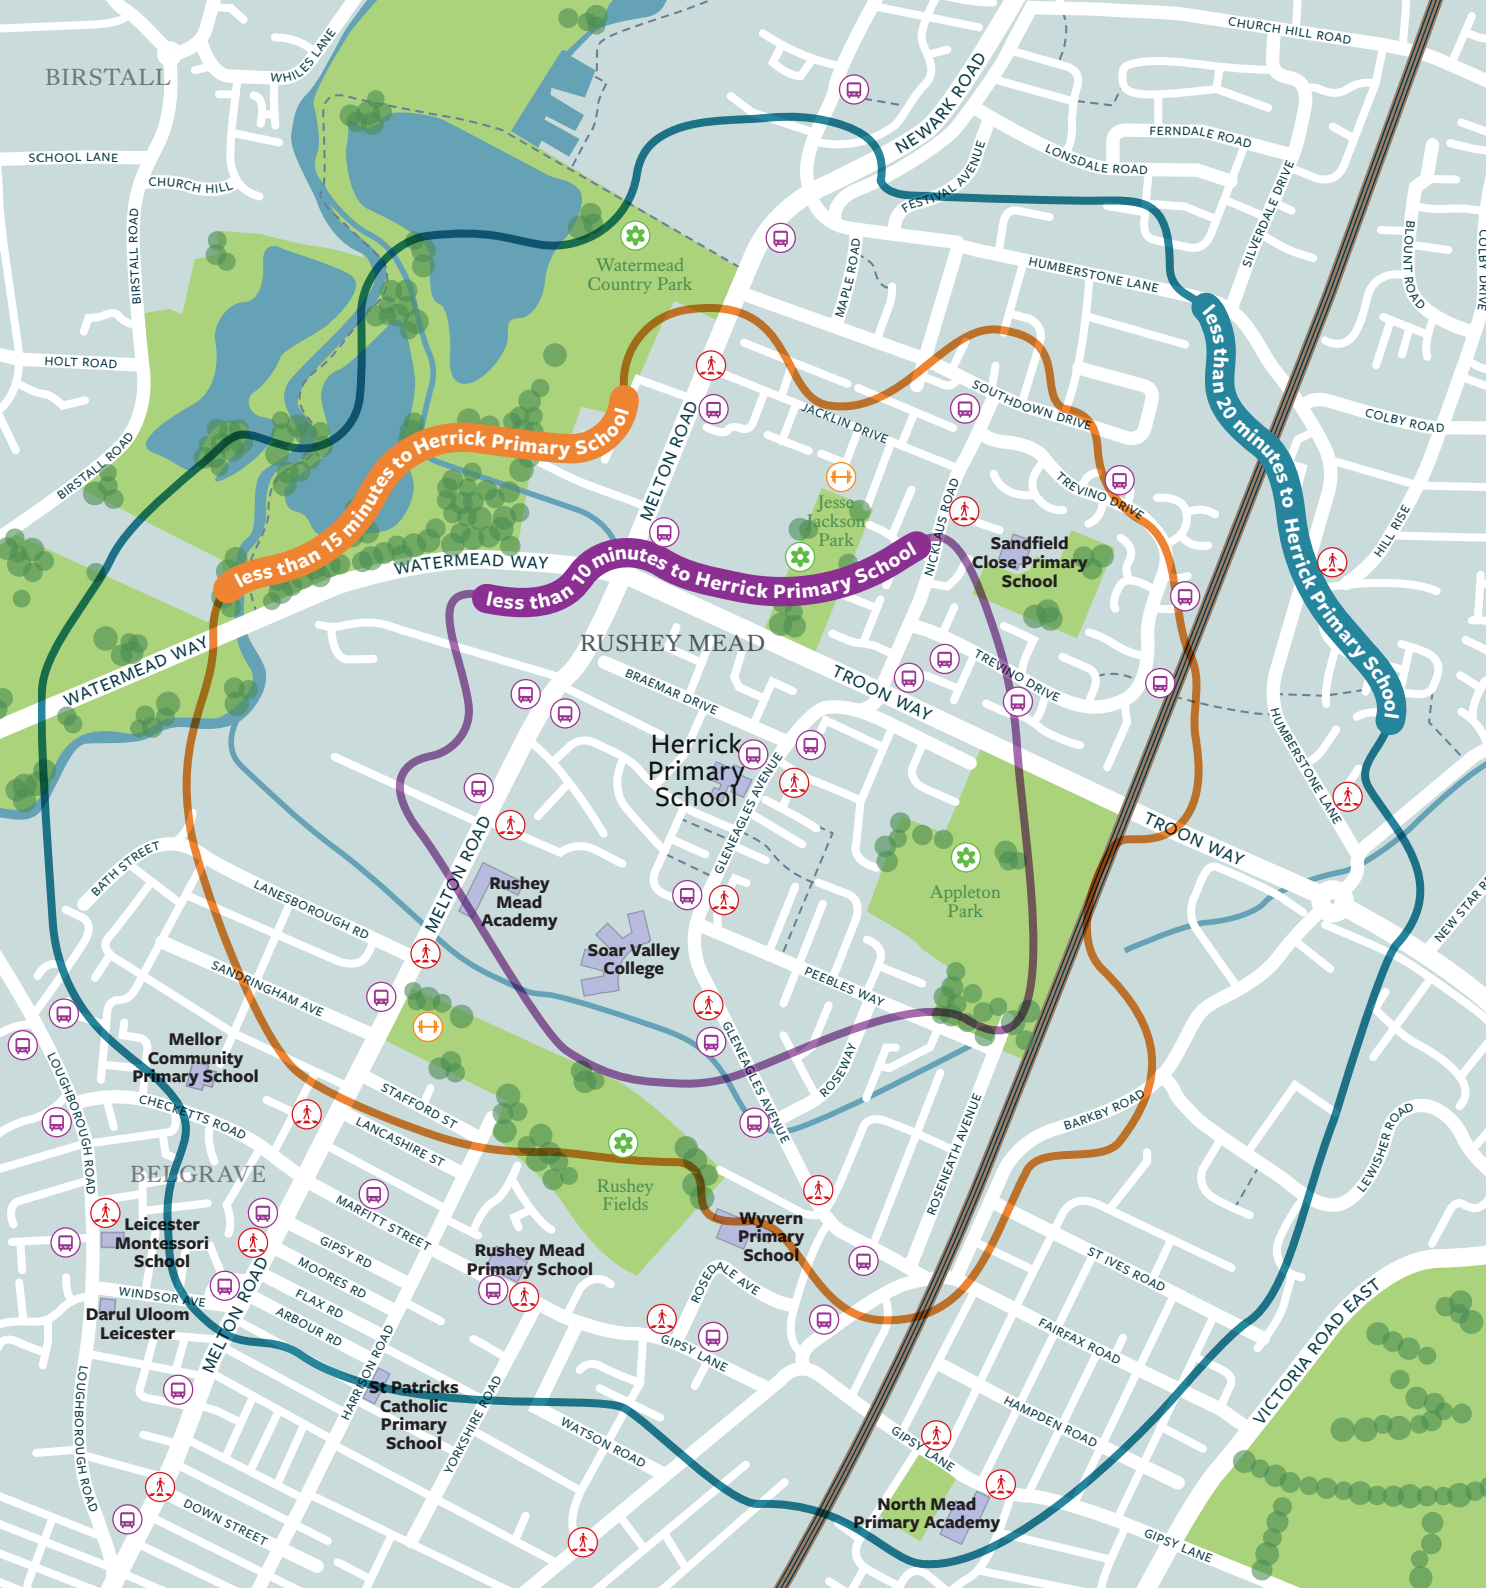 CHURCH HILL ROAD
WHILES LANE
BIRSTALL
NEWARK ROAD
FERNDALE ROAD
SCHOOL LANE
LONSDALE ROAD
CHURCH HILL
FESTIVAL AVENUE
SILVERDALE DRIVE
BIRSTALL ROAD
BLOUNT ROAD
COLBY DRIVE
Watermead
Country Park
MAPLE ROAD
HUMBERSTONE LANE
HOLT ROAD
less than 20 minutes to Herrick Primary School
SOUTHDOWN DRIVE
JACKLIN DRIVE
COLBY ROAD
less than 15 minutes to Herrick Primary School
MELTON ROAD
BIRSTALL ROAD
TREVINO DRIVE
Jesse
Jackson
Park
NICKLAUS ROAD
HILL RISE
Sandfield
Close Primary
School
WATERMEAD WAY
less than 10 minutes to Herrick Primary School
RUSHEY MEAD
WATERMEAD WAY
TREVINO DRIVE
BRAEMAR DRIVE
TROON WAY
HUMBERSTONE LANE
Herrick
Primary
School
GLENEAGLES AVENUE
TROON WAY
MELTON ROAD
BATH STREET
LANESBOROUGH RD
Rushey
Mead
Academy
Appleton
Park
NEW STAR R
Soar Valley
College
SANDRINGHAM AVE
PEEBLES WAY
Mellor
Community
Primary School
GLENEAGLES AVENUE
ROSEWAY
LOUGHBOROUGH ROAD
CHECKETTS ROAD
STAFFORD ST
LANCASHIRE ST
BARKBY ROAD
ROSENEATH AVENUE
LEWISHER ROAD
BELGRAVE
Rushey
Fields
MARFITT STREET
Leicester
Montessori
School
Wyvern
Primary
School
GIPSY RD
Rushey Mead
Primary School
MOORES RD
ROSEDALE AVE
ST IVES ROAD
WINDSOR AVE
FLAX RD
Darul Uloom
Leicester
ARBOUR RD
MELTON ROAD
GIPSY LANE
FAIRFAX ROAD
VICTORIA ROAD EAST
HARRISON ROAD
St Patricks
Catholic
Primary
School
LOUGHBOROUGH ROAD
YORKSHIRE ROAD
WATSON ROAD
HAMPDEN ROAD
GIPSY LANE
North Mead
Primary Academy
DOWN STREET
GIPSY LANE